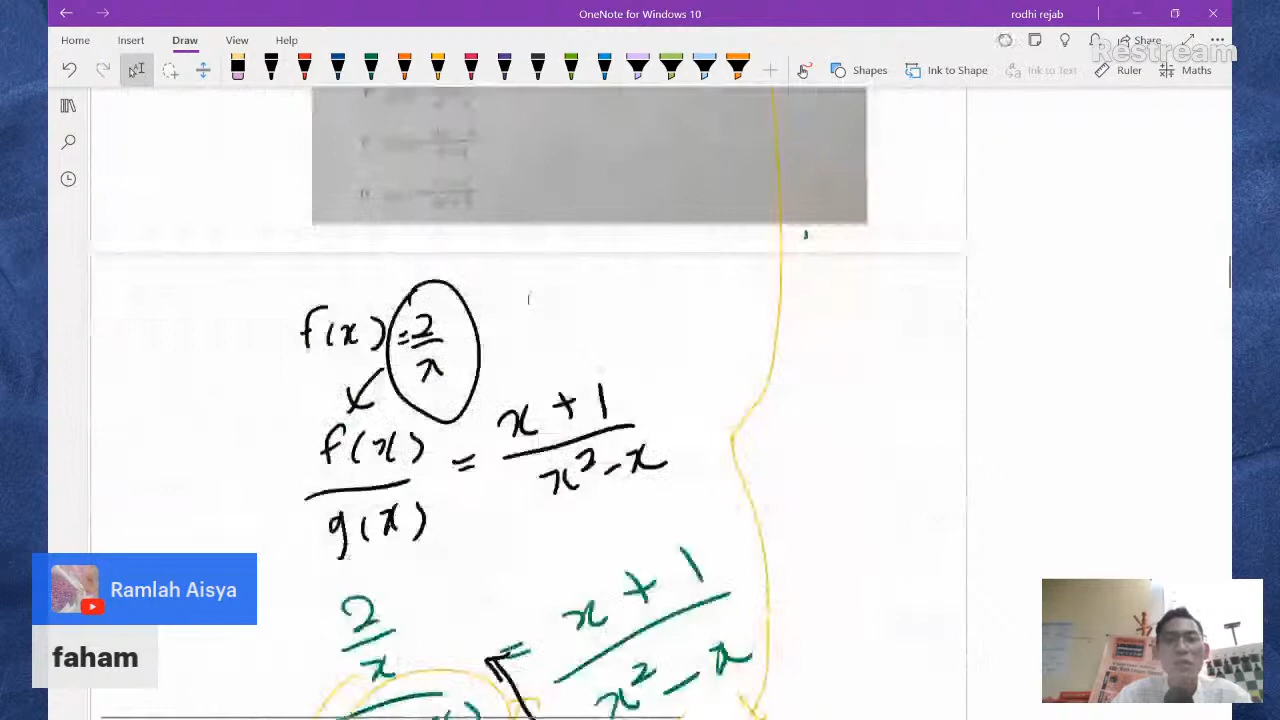 OneNote for Windows 10
rodhi rejab
Home Insert Draw View Help
Share
Restream
Shapes Ink to Shape Ink to Text Ruler Maths
f(x) = 2/x
f(x)/g(x) = x + 1/x² - x
2/x = x + 1/x² - x
Ramlah Aisya
faham